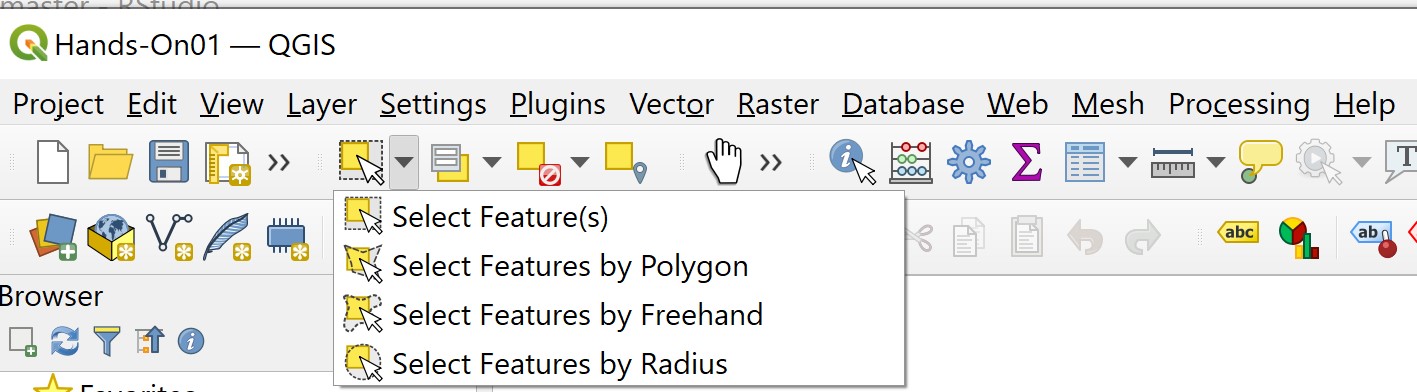 master - RStudio
Hands-On01 — QGIS
Project Edit View Layer Settings Plugins Vector Raster Database Web Mesh Processing Help
T
Select Feature(s)
abc ab
Select Features by Polygon
Browser
Select Features by Freehand
Select Features by Radius
Favorites